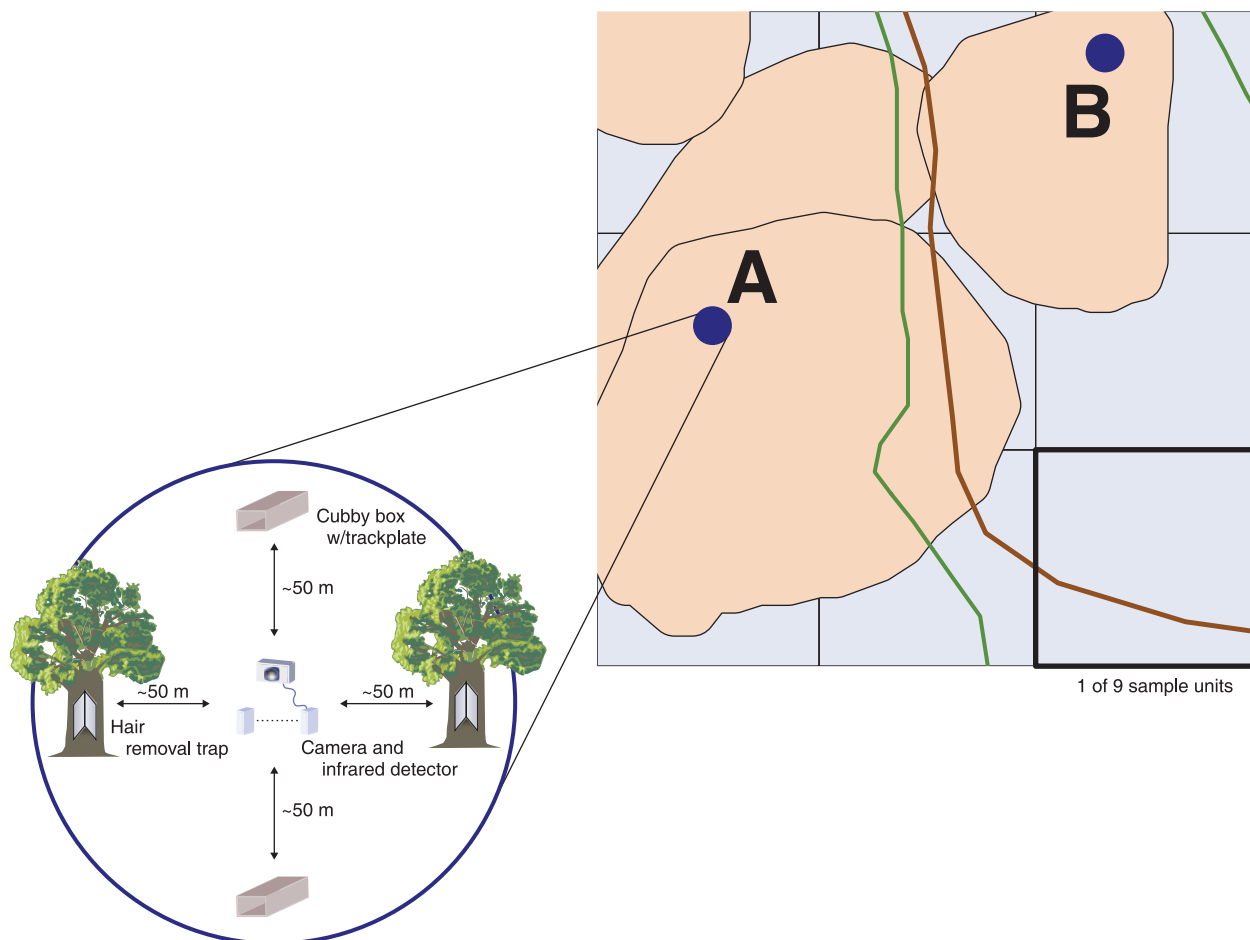 B
A
1 of 9 sample units
Cubby box
w/trackplate
~50 m
~50 m
~50 m
Hair
removal trap
Camera and
infrared detector
~50 m